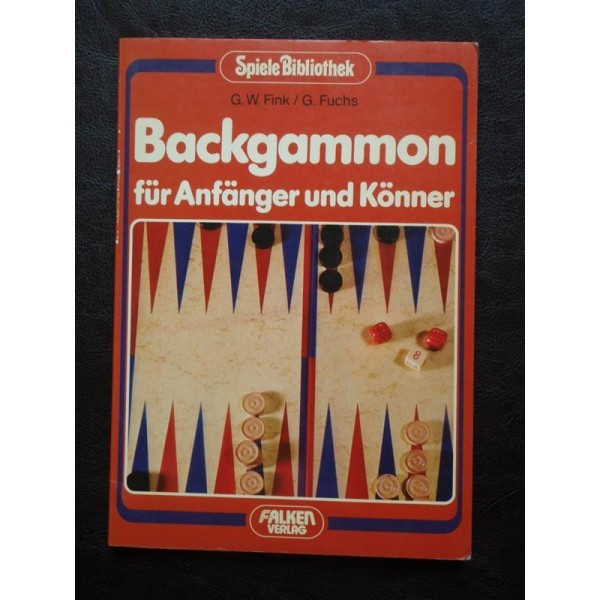 Spiele Bibliothek
G. W. Fink / G. Fuchs
Backgammon
für Anfänger und Könner
8
FALKEN
VERLAG